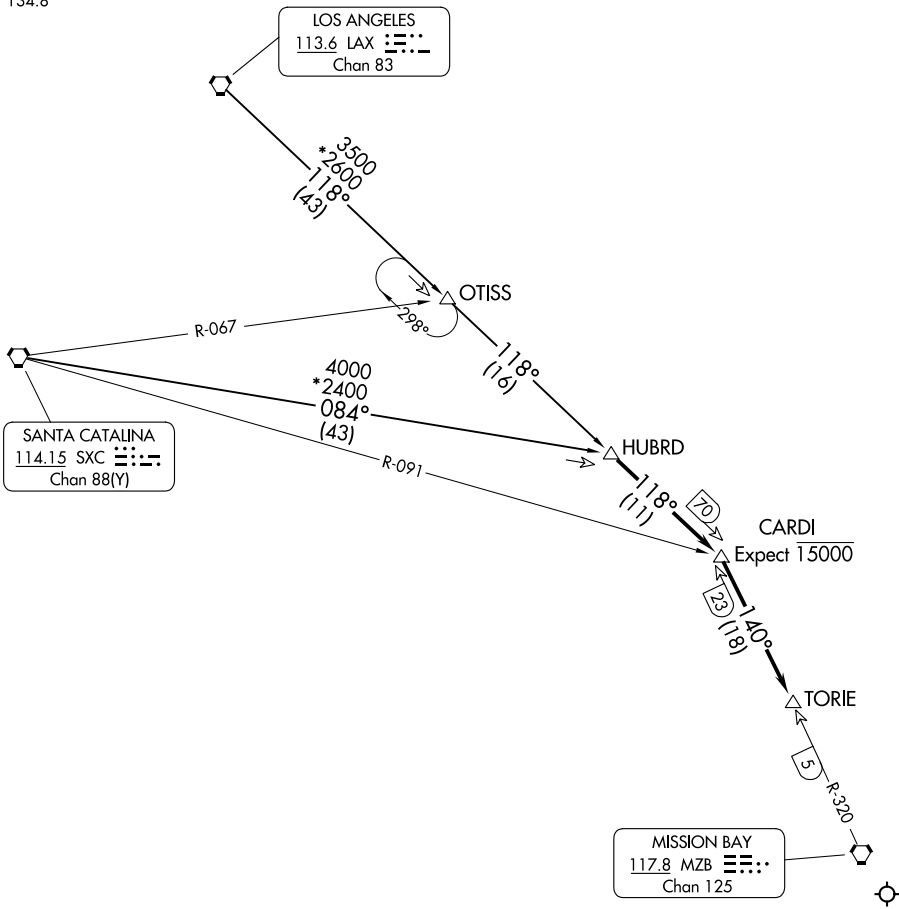 134.8
LOS ANGELES
113.6 LAX
Chan 83
3500
*2600
118°
(43)
OTISS
298°
R-067
118°
(16)
4000
*2400
084°
(43)
SANTA CATALINA
114.15 SXC
Chan 88(Y)
HUBRD
R-091
118°
(11)
70
CARDI
Expect 15000
23
140°
(18)
TORIE
5
R-320
MISSION BAY
117.8 MZB
Chan 125